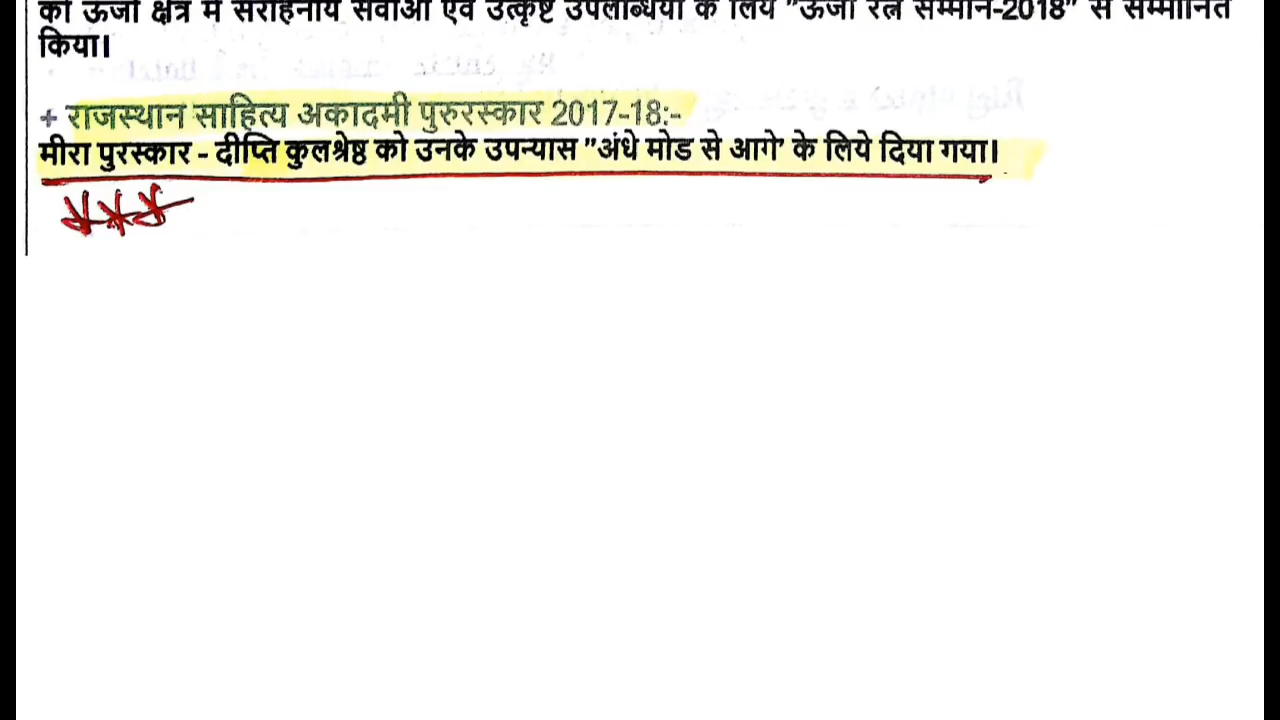 को ऊर्जा क्षेत्र में सराहनीय सेवाओं एवं उत्कृष्ट उपलब्धियों के लिये "ऊर्जा रत्न सम्मान-2018" से सम्मानित
किया।
+ राजस्थान साहित्य अकादमी पुरुरस्कार 2017-18:-
मीरा पुरस्कार - दीप्ति कुलश्रेष्ठ को उनके उपन्यास "अंधे मोड से आगे' के लिये दिया गया।